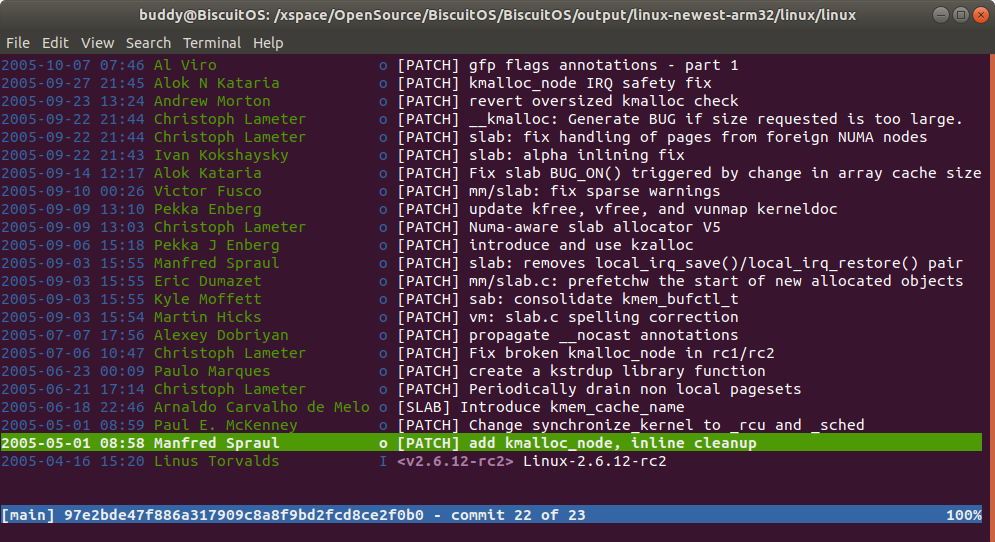 buddy@BiscuitOS: /xspace/OpenSource/BiscuitOS/BiscuitOS/output/linux-newest-arm32/linux/linux
File Edit View Search Terminal Help
2005-10-07 07:46 Al Viro o [PATCH] gfp flags annotations - part 1
2005-09-27 21:45 Alok N Kataria o [PATCH] kmalloc_node IRQ safety fix
2005-09-23 13:24 Andrew Morton o [PATCH] revert oversized kmalloc check
2005-09-22 21:44 Christoph Lameter o [PATCH] __kmalloc: Generate BUG if size requested is too large.
2005-09-22 21:44 Christoph Lameter o [PATCH] slab: fix handling of pages from foreign NUMA nodes
2005-09-22 21:43 Ivan Kokshaysky o [PATCH] slab: alpha inlining fix
2005-09-14 12:17 Alok Kataria o [PATCH] Fix slab BUG_ON() triggered by change in array cache size
2005-09-10 00:26 Victor Fusco o [PATCH] mm/slab: fix sparse warnings
2005-09-09 13:10 Pekka Enberg o [PATCH] update kfree, vfree, and vunmap kerneldoc
2005-09-09 13:03 Christoph Lameter o [PATCH] Numa-aware slab allocator V5
2005-09-06 15:18 Pekka J Enberg o [PATCH] introduce and use kzalloc
2005-09-03 15:55 Manfred Spraul o [PATCH] slab: removes local_irq_save()/local_irq_restore() pair
2005-09-03 15:55 Eric Dumazet o [PATCH] mm/slab.c: prefetchw the start of new allocated objects
2005-09-03 15:55 Kyle Moffett o [PATCH] sab: consolidate kmem_bufctl_t
2005-09-03 15:54 Martin Hicks o [PATCH] vm: slab.c spelling correction
2005-07-07 17:56 Alexey Dobriyan o [PATCH] propagate __nocast annotations
2005-07-06 10:47 Christoph Lameter o [PATCH] Fix broken kmalloc_node in rc1/rc2
2005-06-23 00:09 Paulo Marques o [PATCH] create a kstrdup library function
2005-06-21 17:14 Christoph Lameter o [PATCH] Periodically drain non local pagesets
2005-06-18 22:46 Arnaldo Carvalho de Melo o [SLAB] Introduce kmem_cache_name
2005-05-01 08:59 Paul E. McKenney o [PATCH] Change synchronize_kernel to _rcu and _sched
2005-05-01 08:58 Manfred Spraul o [PATCH] add kmalloc_node, inline cleanup
2005-04-16 15:20 Linus Torvalds I <v2.6.12-rc2> Linux-2.6.12-rc2
[main] 97e2bde47f886a317909c8a8f9bd2fcd8ce2f0b0 - commit 22 of 23 100%